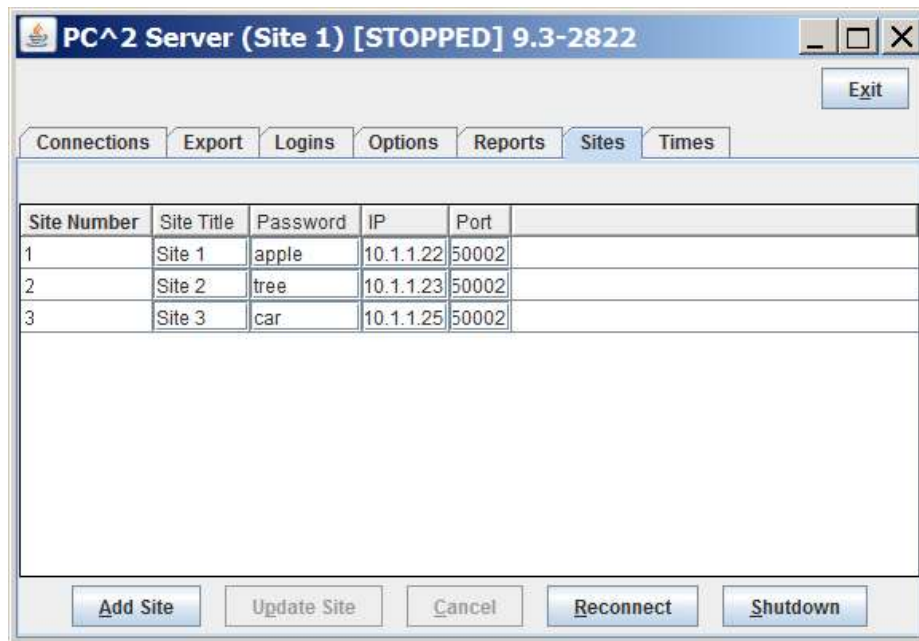 PC^2 Server (Site 1) [STOPPED] 9.3-2822
Exit
Connections Export Logins Options Reports Sites Times
Site Number Site Title Password IP Port
1 Site 1 apple 10.1.1.22 50002
2 Site 2 tree 10.1.1.23 50002
3 Site 3 car 10.1.1.25 50002
Add Site Update Site Cancel Reconnect Shutdown